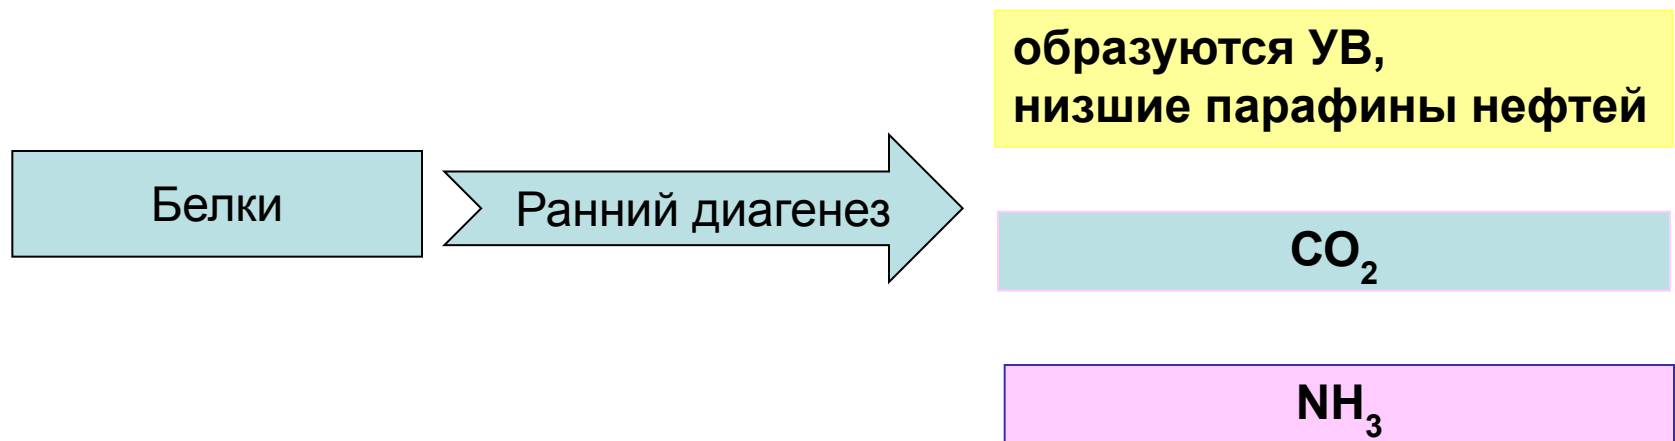 Белки
Ранний диагенез
образуются УВ,
низшие парафины нефтей
CO₂
NH₃